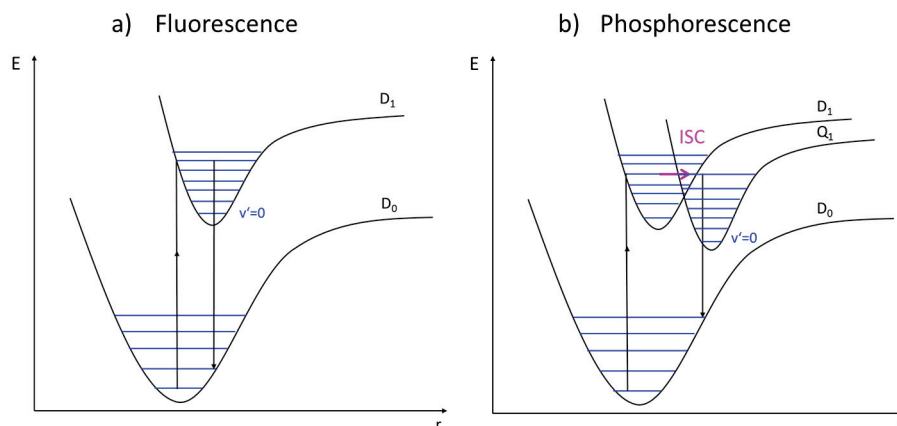 a) Fluorescence
E
D₁
v'=0
D₀
r
b) Phosphorescence
E
D₁
ISC
Q₁
D₀
v'=0